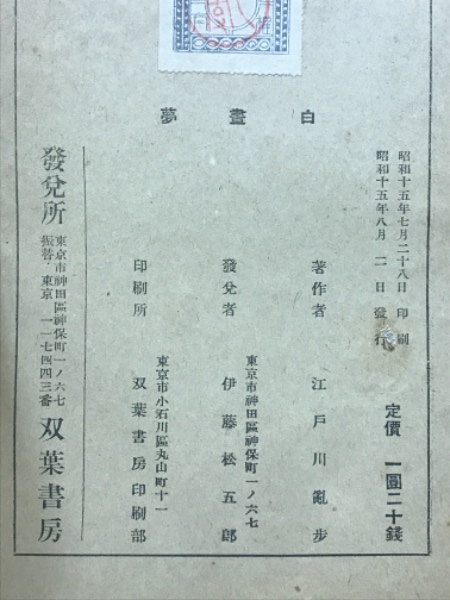 白晝夢
昭和十五年七月二十八日 印刷
昭和十五年八月 二 日 發行
定價 一圓二十錢
著作者 江戸川亂步
東京市神田區神保町一ノ六七
發兌者 伊藤松五郎
東京市小石川區丸山町十一
印刷所 双葉書房印刷部
發兌所
東京市神田區神保町一ノ六七
振替・東京 一一七四四三番
双葉書房